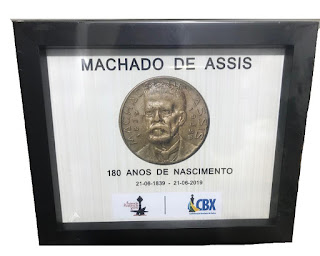 MACHADO DE ASSIS
180 ANOS DE NASCIMENTO
21-06-1839 - 21-06-2019
CBX